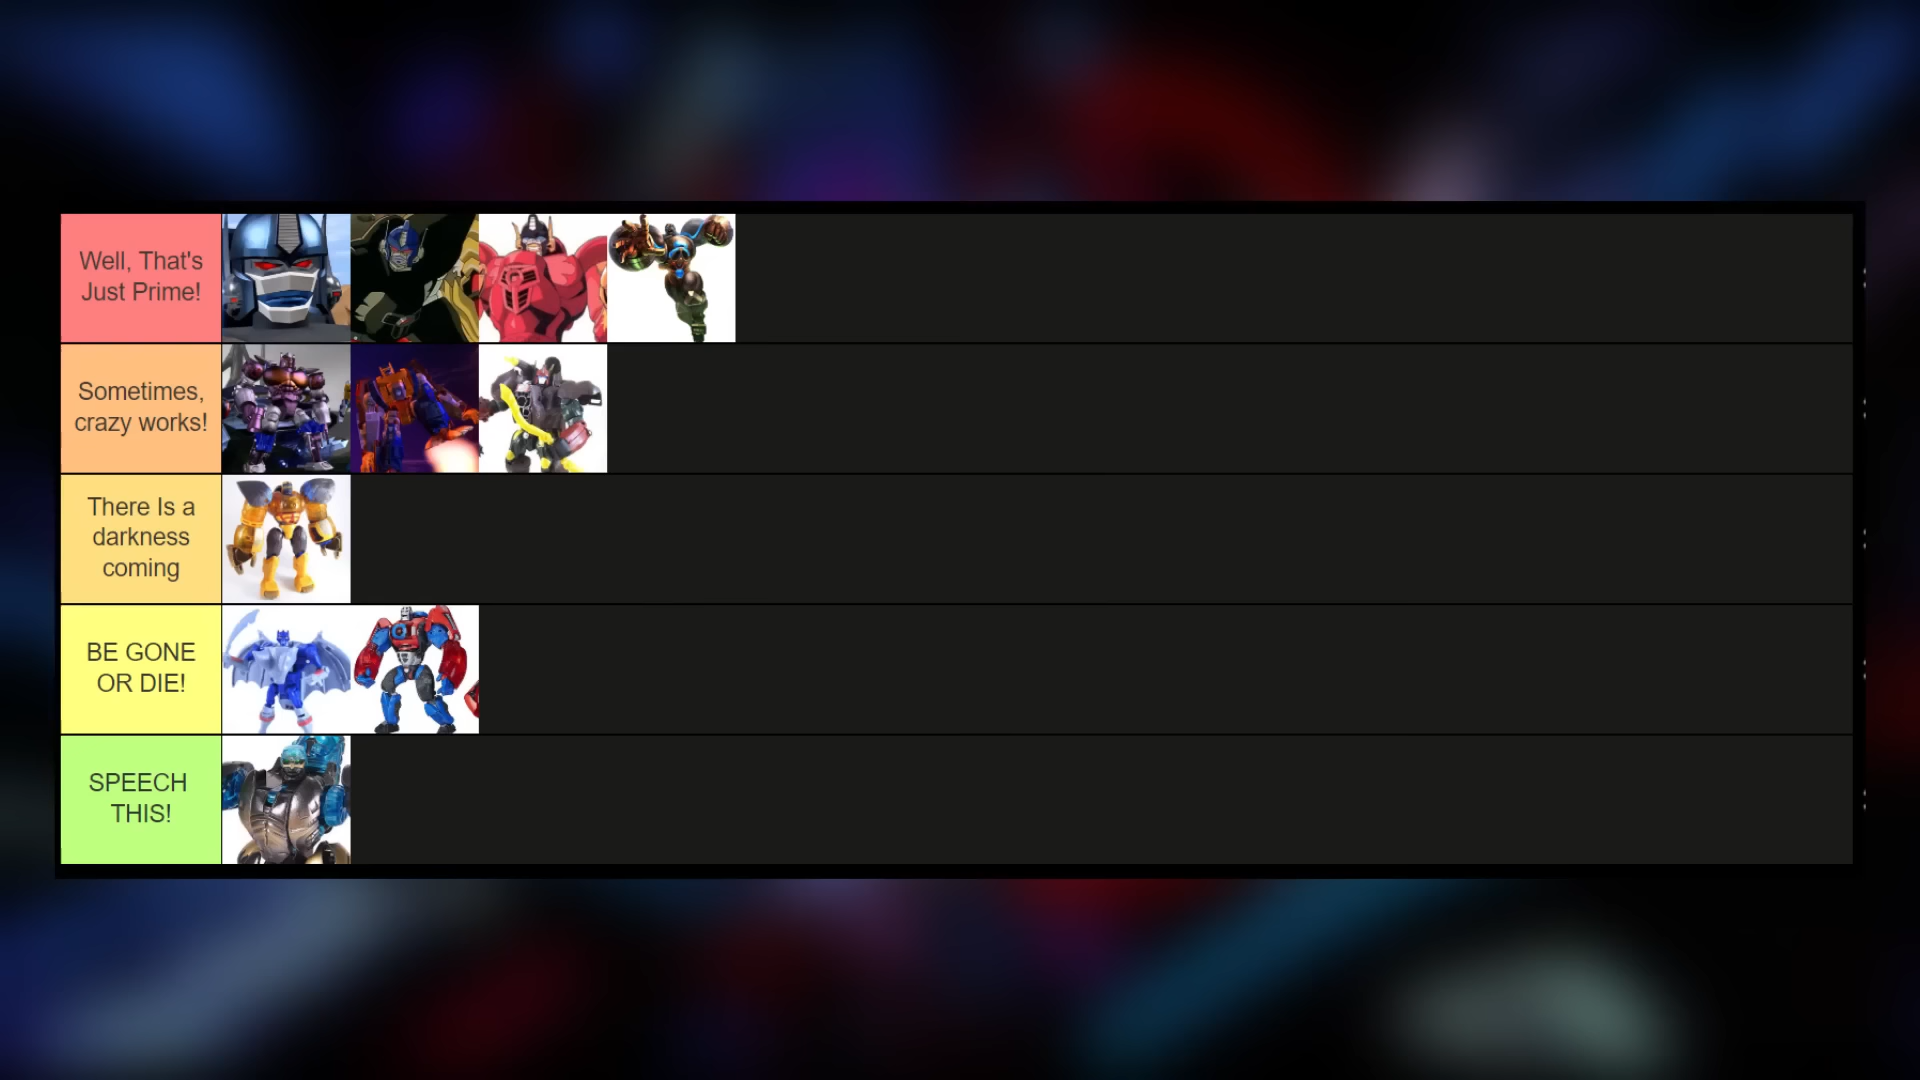 Well, That's
Just Prime!
Sometimes,
crazy works!
There Is a
darkness
coming
BE GONE
OR DIE!
SPEECH
THIS!